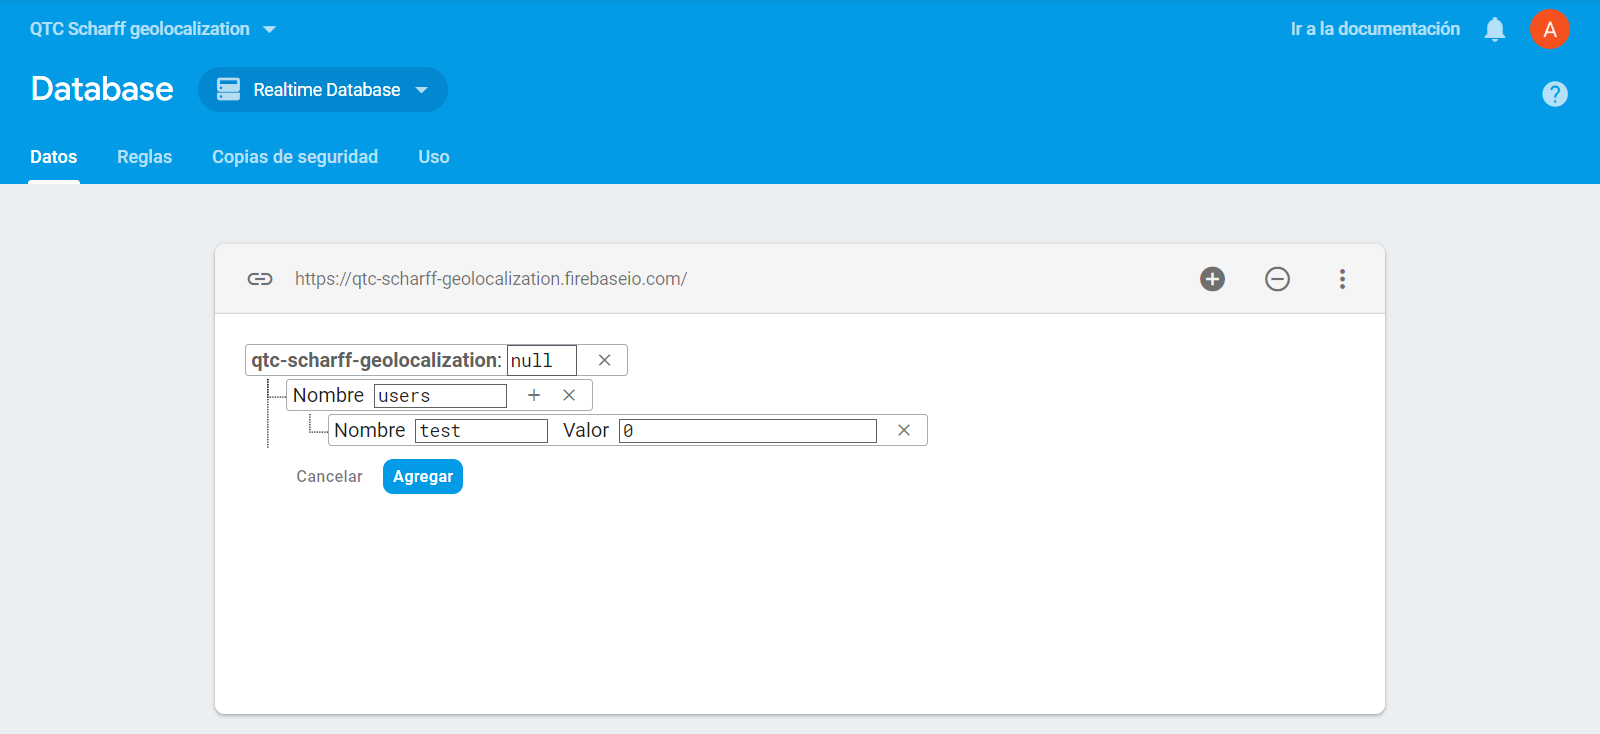 QTC Scharff geolocalization
Ir a la documentación
A
Database
Realtime Database
?
Datos Reglas Copias de seguridad Uso
https://qtc-scharff-geolocalization.firebaseio.com/
qtc-scharff-geolocalization: null
Nombre users
Nombre test Valor 0
Cancelar Agregar